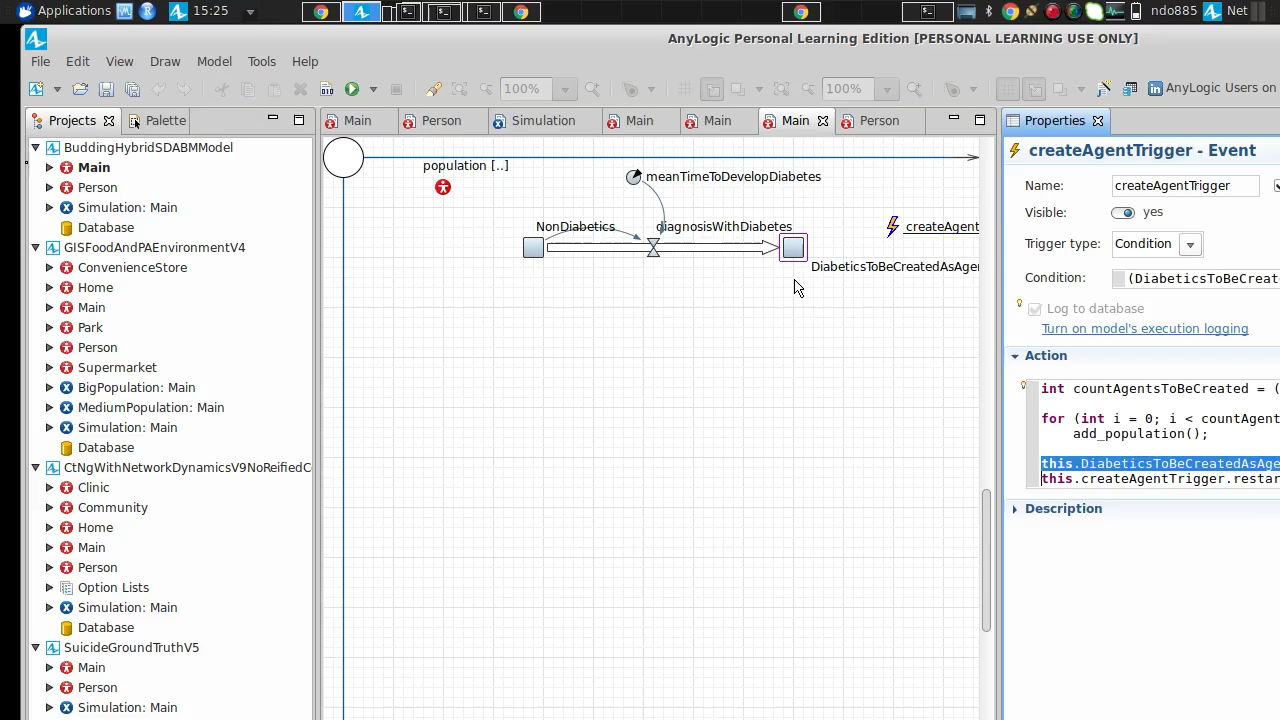 Applications 15:25 ndo885 Net
AnyLogic Personal Learning Edition [PERSONAL LEARNING USE ONLY]
File Edit View Draw Model Tools Help
100% 100% AnyLogic Users on
Projects Palette
Main Person Simulation Main Main Main Person
Properties
BuddingHybridSDABMModel
Main
Person
Simulation: Main
Database
GISFoodAndPAEnvironmentV4
ConvenienceStore
Home
Main
Park
Person
Supermarket
BigPopulation: Main
MediumPopulation: Main
Simulation: Main
Database
CtNgWithNetworkDynamicsV9NoReifiedC
Clinic
Community
Home
Main
Person
Option Lists
Simulation: Main
Database
SuicideGroundTruthV5
Main
Person
Simulation: Main
population [..]
meanTimeToDevelopDiabetes
NonDiabetics
diagnosisWithDiabetes
createAgent
DiabeticsToBeCreatedAsAgen
createAgentTrigger - Event
Name: createAgentTrigger
Visible: yes
Trigger type: Condition
Condition: (DiabeticsToBeCreat
Log to database
Turn on model's execution logging
Action
int countAgentsToBeCreated = (
for (int i = 0; i < countAgent
add_population();
this.DiabeticsToBeCreatedAsAge
this.createAgentTrigger.restar
Description